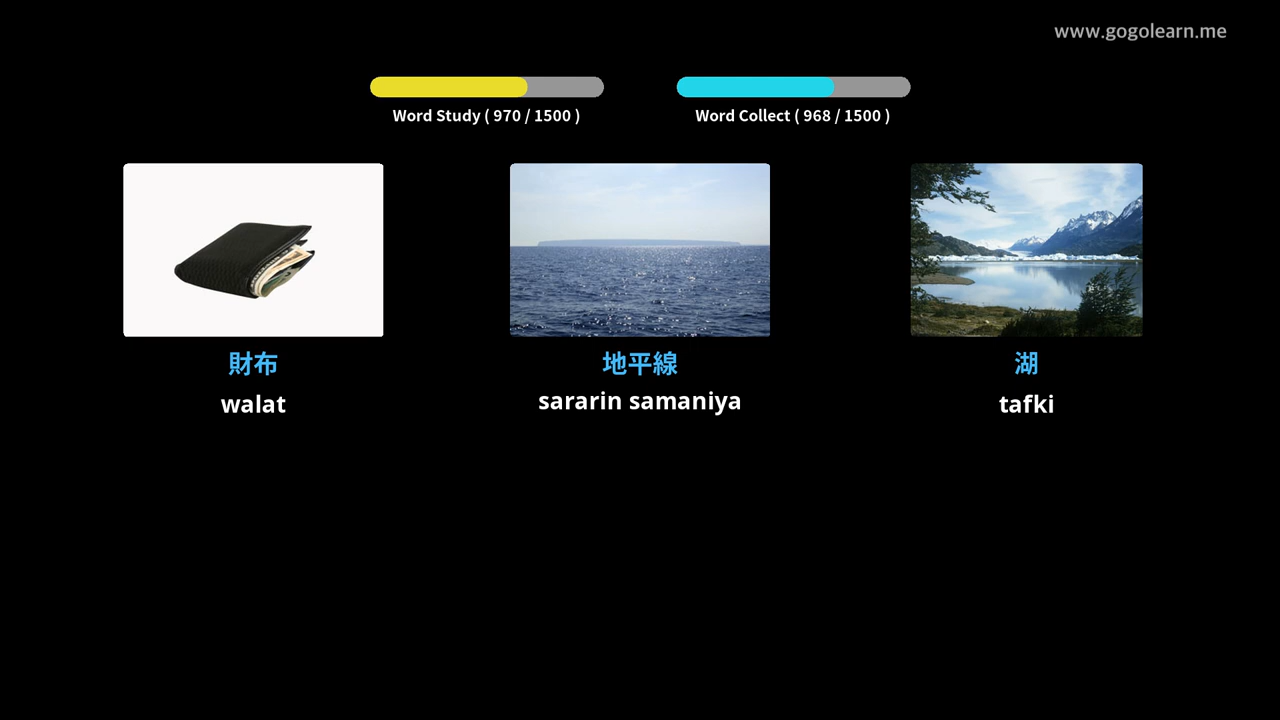 www.gogolearn.me
Word Study ( 970 / 1500 )
Word Collect ( 968 / 1500 )
財布
地平線
湖
walat
sararin samaniya
tafki